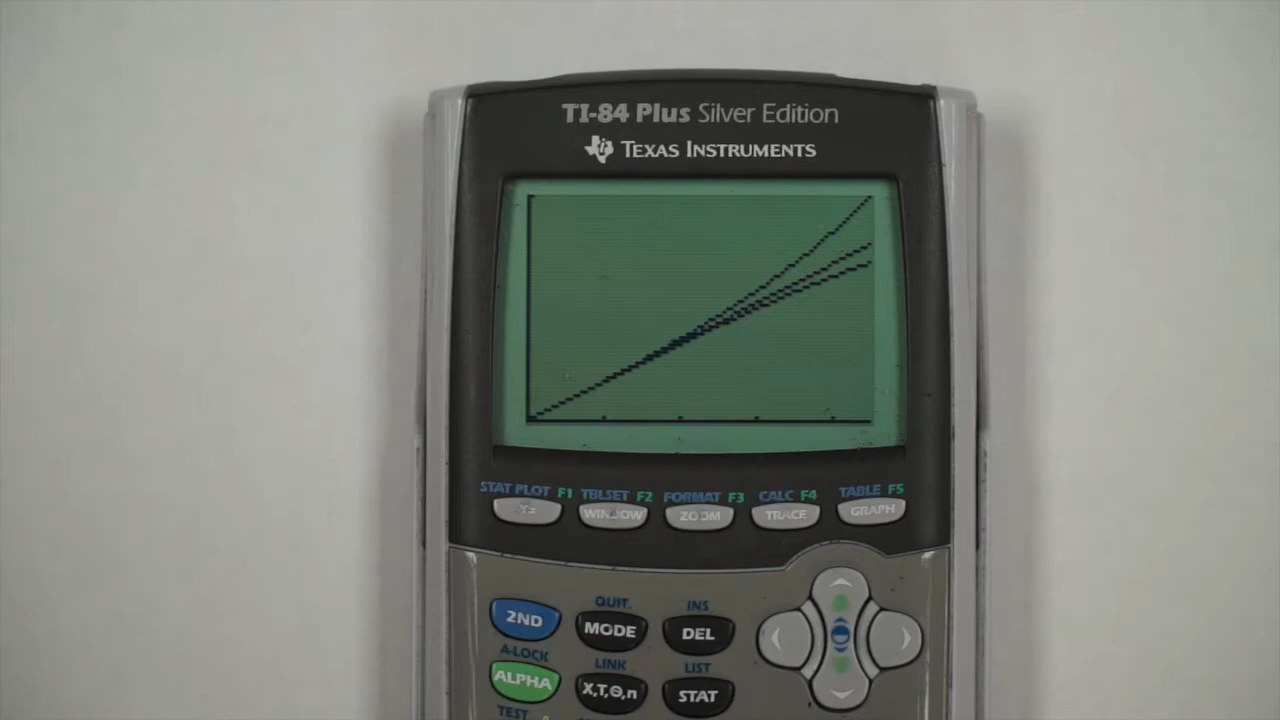 TI-84 Plus Silver Edition
TEXAS INSTRUMENTS
STAT PLOT F1 TBLSET F2 FORMAT F3 CALC F4 TABLE F5
Y= WINDOW ZOOM TRACE GRAPH
QUIT INS
2ND MODE DEL
A-LOCK LINK LIST
ALPHA X,T,Θ,n STAT
TEST